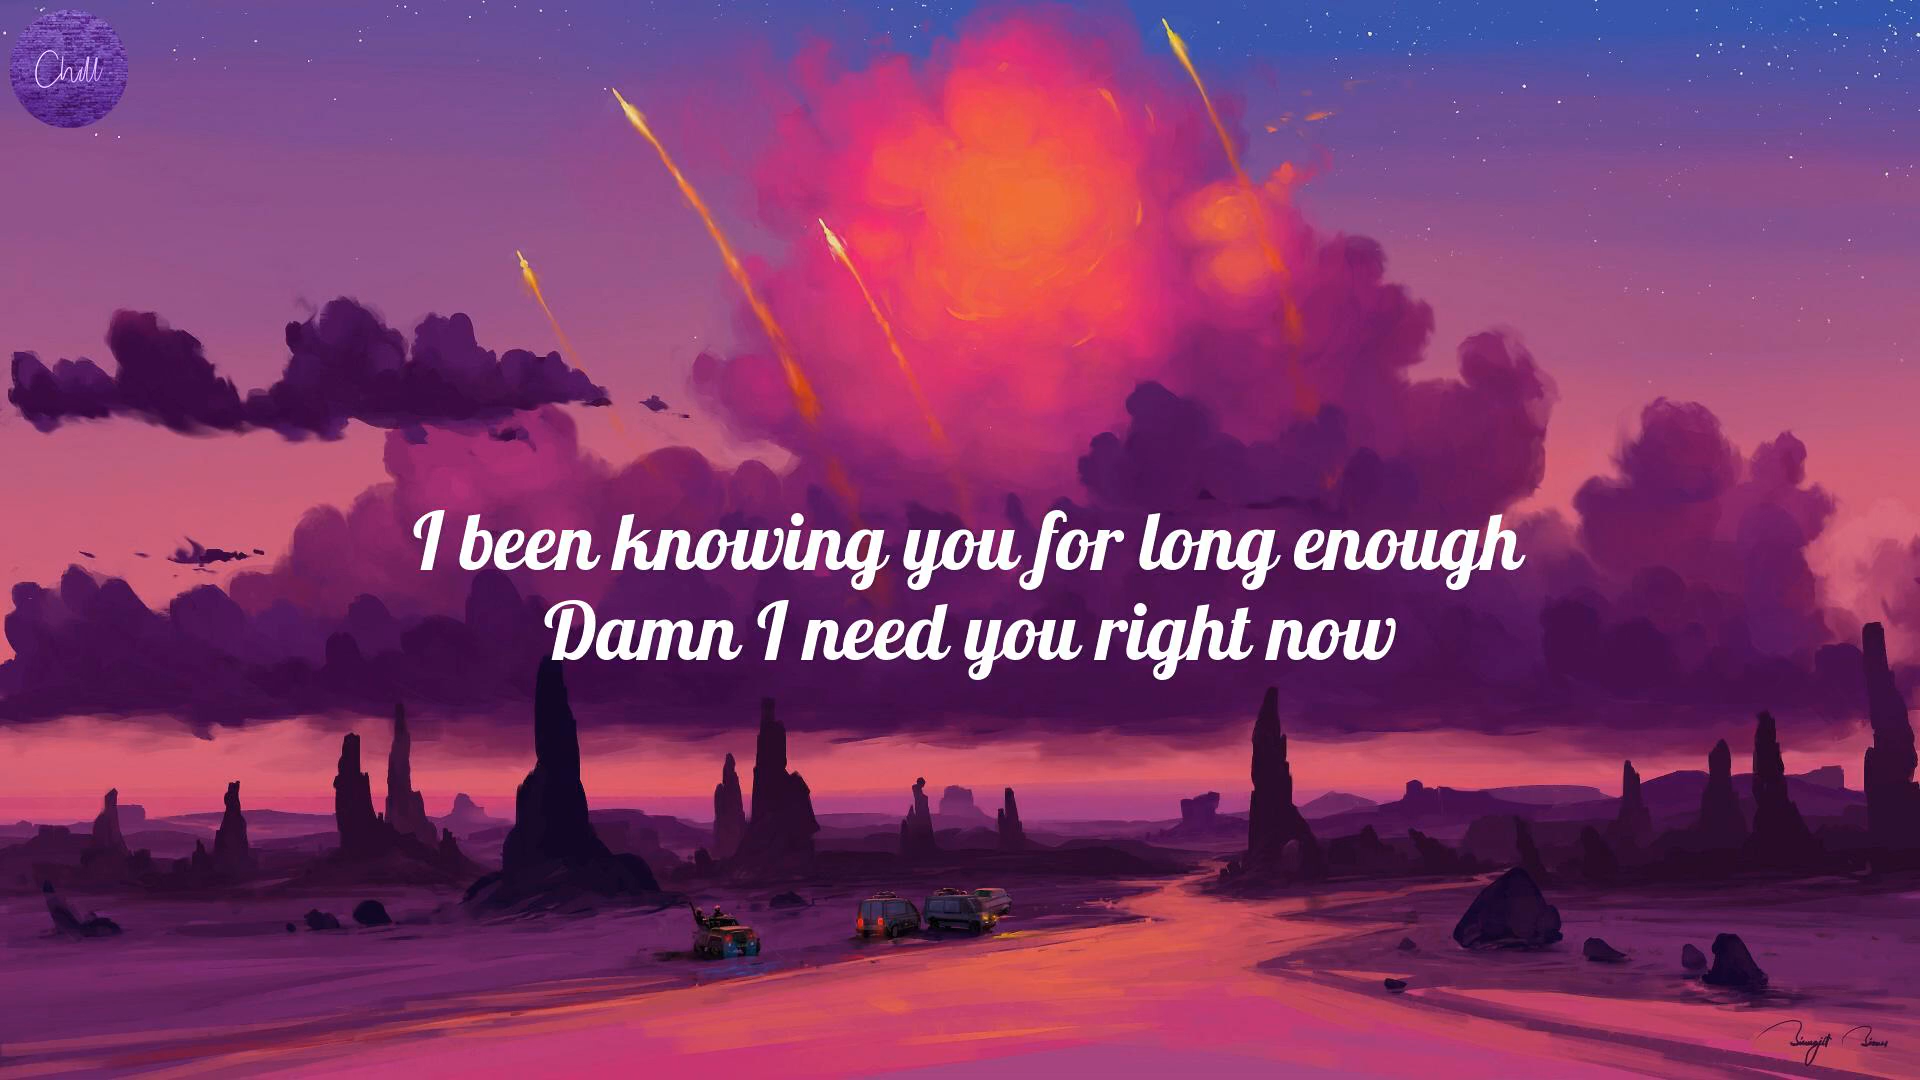 Chill
I been knowing you for long enough
Damn I need you right now